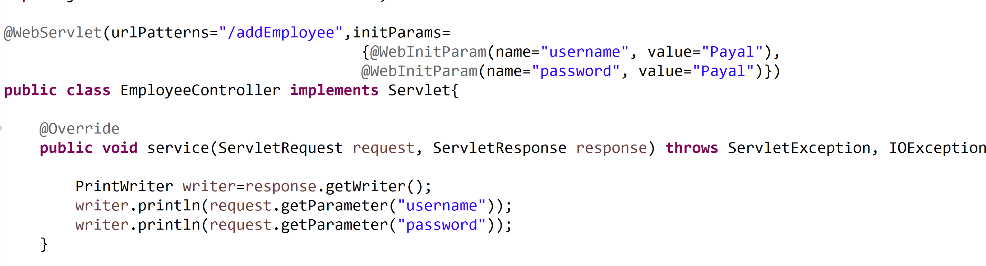 @WebServlet(urlPatterns="/addEmployee",initParams=
{@WebInitParam(name="username", value="Payal"),
@WebInitParam(name="password", value="Payal")})
public class EmployeeController implements Servlet{
@Override
public void service(ServletRequest request, ServletResponse response) throws ServletException, IOException
PrintWriter writer=response.getWriter();
writer.println(request.getParameter("username"));
writer.println(request.getParameter("password"));
}